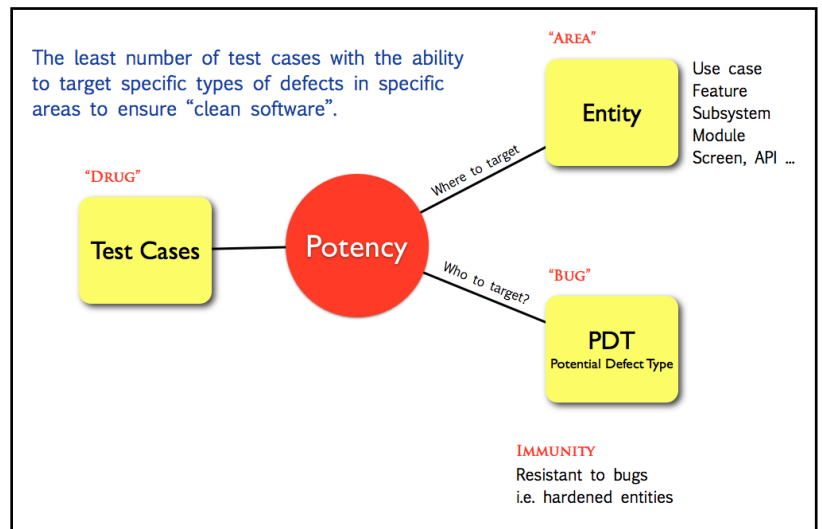 The least number of test cases with the ability
to target specific types of defects in specific
areas to ensure “clean software”.
“AREA”
Entity
Use case
Feature
Subsystem
Module
Screen, API ...
Where to target
“DRUG”
Test Cases
Potency
Who to target?
“BUG”
PDT
Potential Defect Type
IMMUNITY
Resistant to bugs
i.e. hardened entities